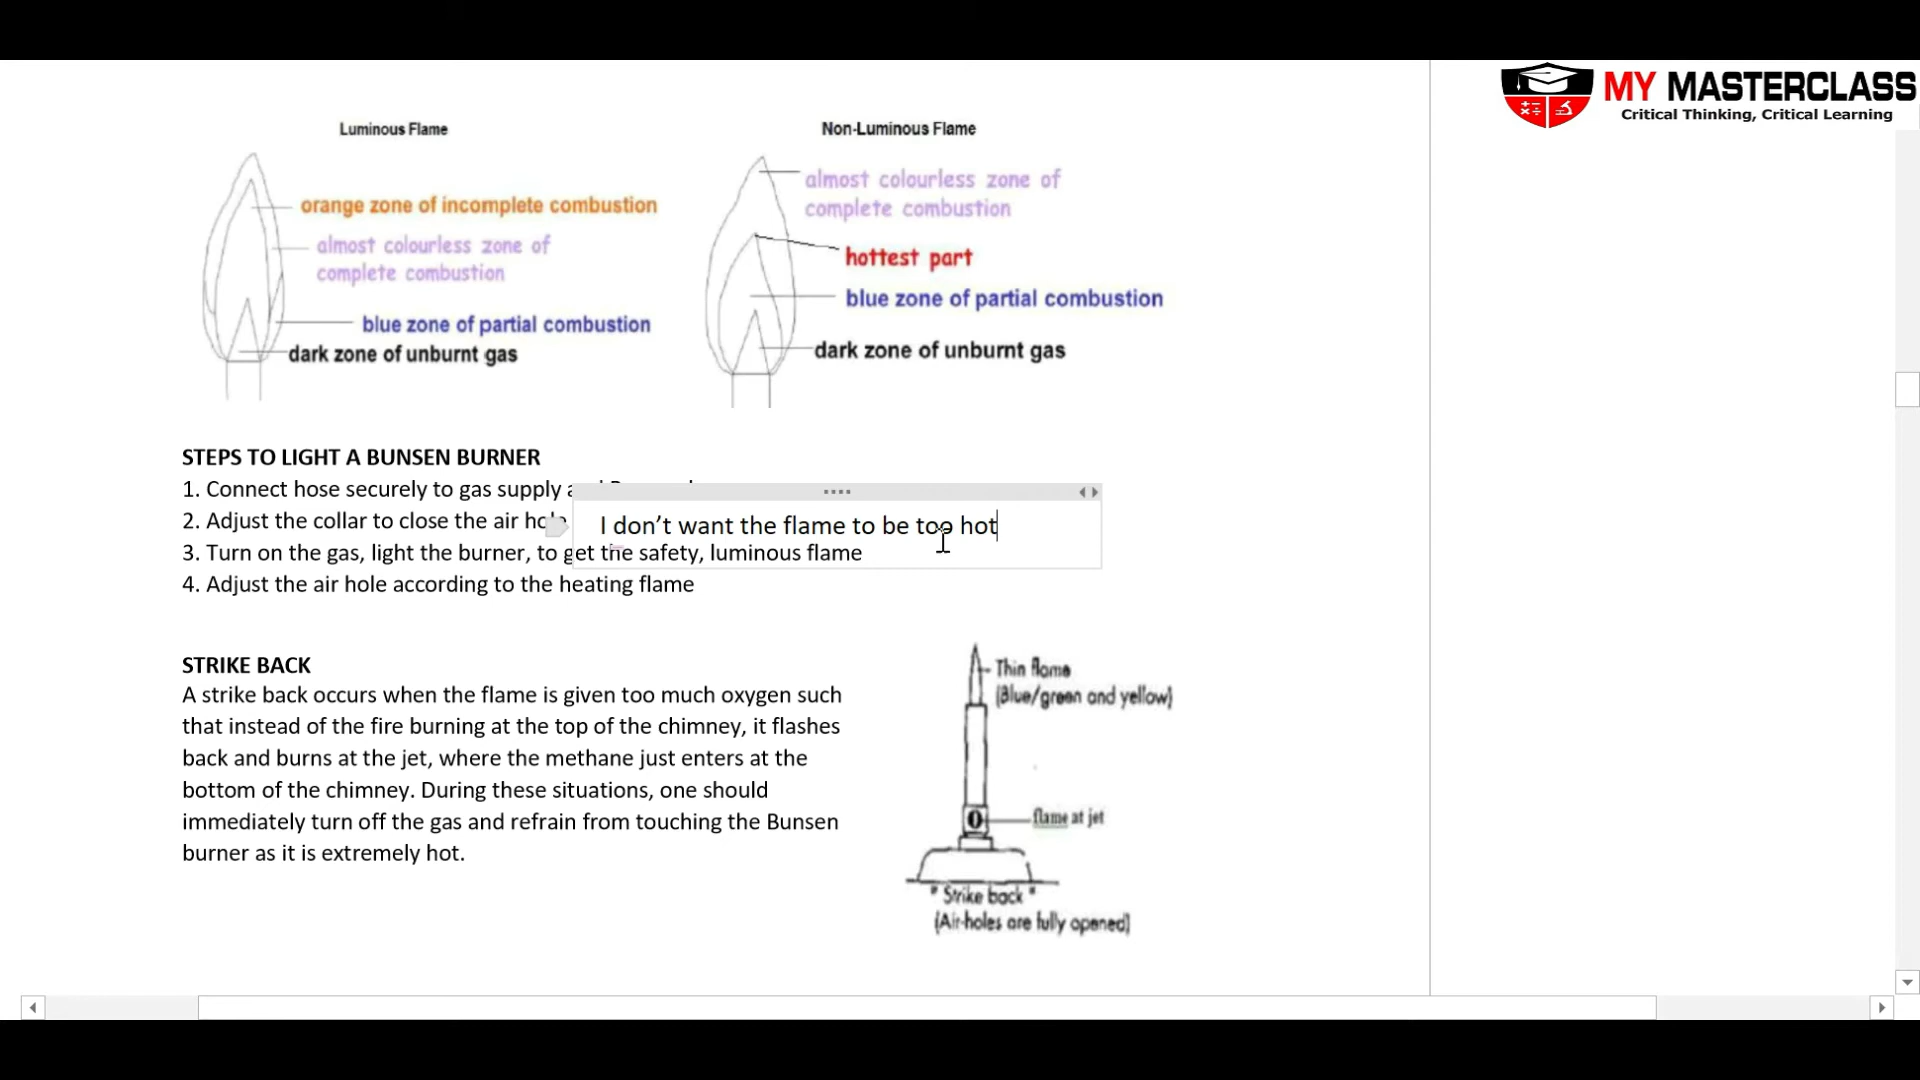 MY MASTERCLASS
Critical Thinking, Critical Learning
Luminous Flame
orange zone of incomplete combustion
almost colourless zone of
complete combustion
blue zone of partial combustion
dark zone of unburnt gas
Non-Luminous Flame
almost colourless zone of
complete combustion
hottest part
blue zone of partial combustion
dark zone of unburnt gas
STEPS TO LIGHT A BUNSEN BURNER
1. Connect hose securely to gas supply
2. Adjust the collar to close the air hole
I don’t want the flame to be too hot
3. Turn on the gas, light the burner, to get the safety, luminous flame
4. Adjust the air hole according to the heating flame
STRIKE BACK
A strike back occurs when the flame is given too much oxygen such
that instead of the fire burning at the top of the chimney, it flashes
back and burns at the jet, where the methane just enters at the
bottom of the chimney. During these situations, one should
immediately turn off the gas and refrain from touching the Bunsen
burner as it is extremely hot.
Thin flame
(Blue/green and yellow)
flame at jet
"Strike back"
(Air-holes are fully opened)